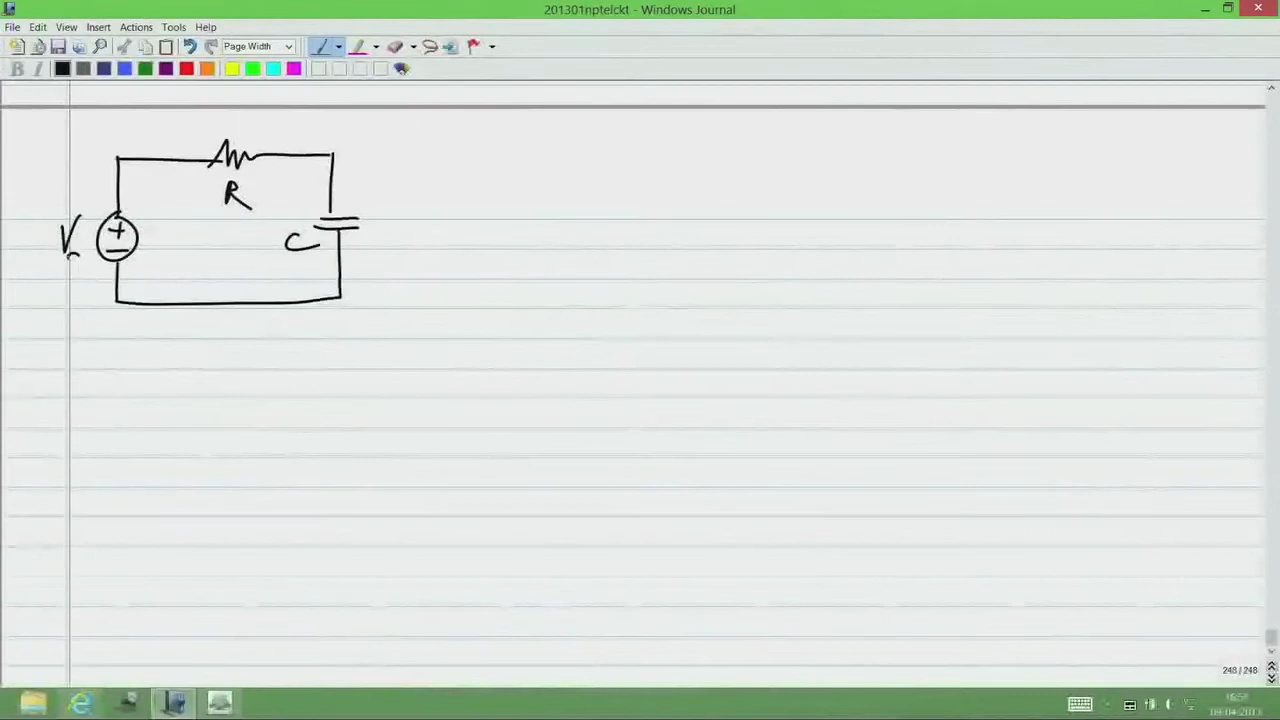 201301nptelckt - Windows Journal
File Edit View Insert Actions Tools Help
Page Width
B I
R
V
+
−
C
248 / 248